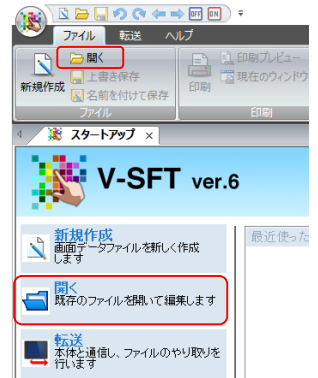 OFF ON
ファイル 転送 ヘルプ
新規作成
開く
上書き保存
名前を付けて保存
ファイル
印刷
印刷プレビュー
現在のウィンドウ
印刷
スタートアップ ×
V-SFT ver.6
新規作成
画面データファイルを新しく作成
します
開く
既存のファイルを開いて編集します
転送
本体と通信し、ファイルのやり取りを
行います
最近使った